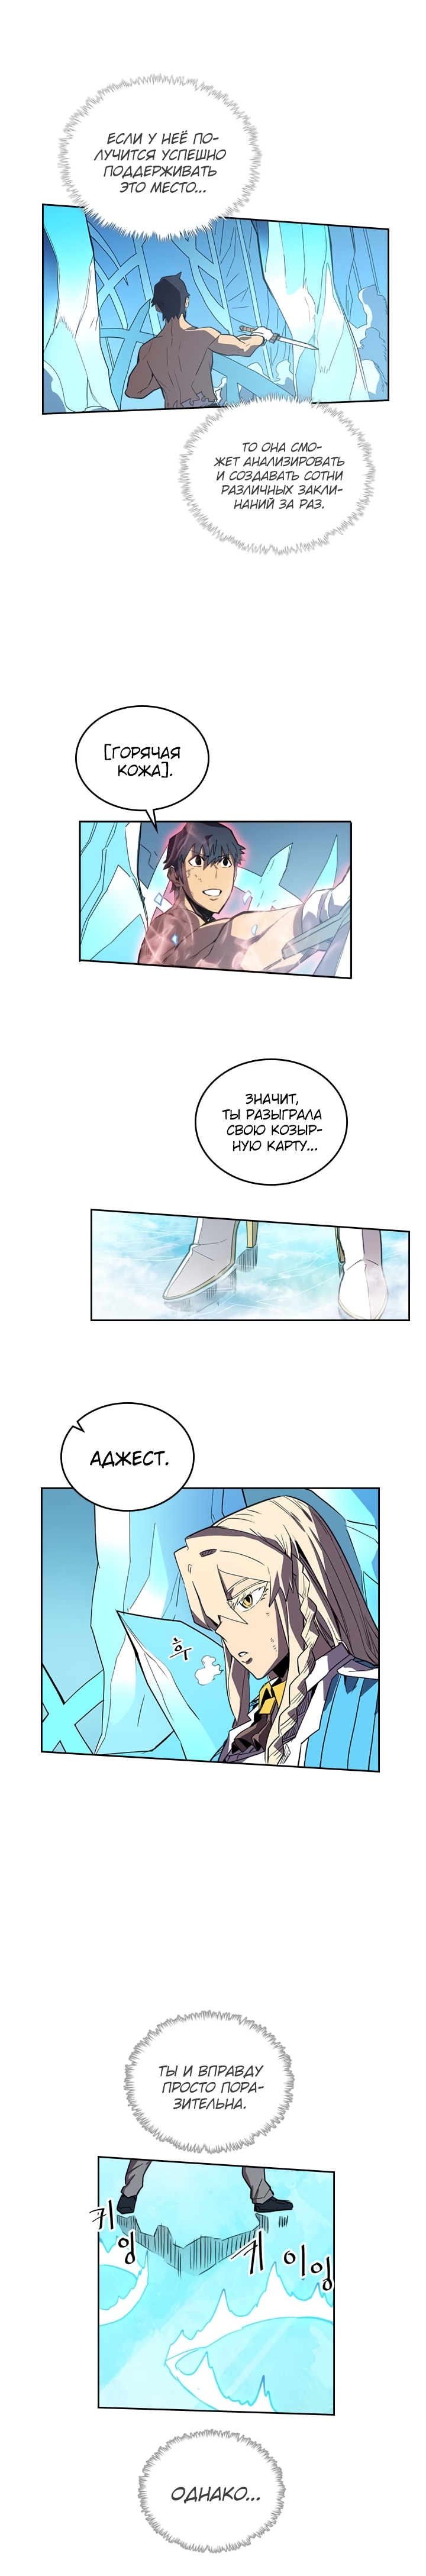 ЕСЛИ У НЕЁ ПО-
ЛУЧИТСЯ УСПЕШНО
ПОДДЕРЖИВАТЬ
ЭТО МЕСТО...
ТО ОНА СМО-
ЖЕТ АНАЛИЗИРОВАТЬ
И СОЗДАВАТЬ СОТНИ
РАЗЛИЧНЫХ ЗАКЛИ-
НАНИЙ ЗА РАЗ.
[ГОРЯЧАЯ
КОЖА].
ЗНАЧИТ,
ТЫ РАЗЫГРАЛА
СВОЮ КОЗЫР-
НУЮ КАРТУ...
АДЖЕСТ.
후
ТЫ И ВПРАВДУ
ПРОСТО ПОРА-
ЗИТЕЛЬНА.
키잉
키이잉
ОДНАКО...